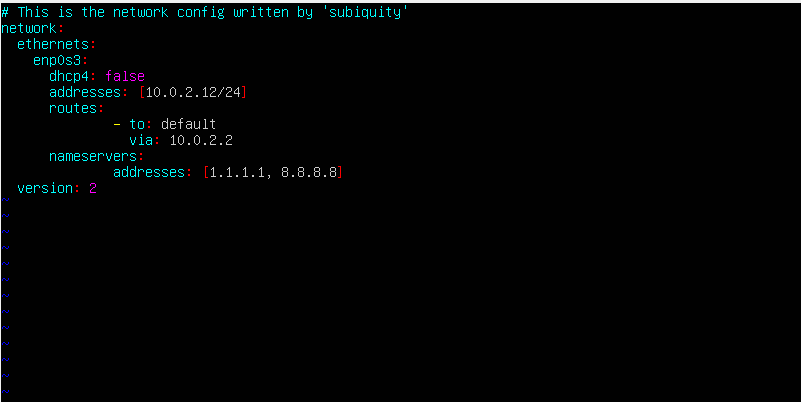 # This is the network config written by 'subiquity'
network:
  ethernets:
    enp0s3:
      dhcp4: false
      addresses: [10.0.2.12/24]
      routes:
              - to: default
                via: 10.0.2.2
      nameservers:
              addresses: [1.1.1.1, 8.8.8.8]
  version: 2
~
~
~
~
~
~
~
~
~
~
~
~
~